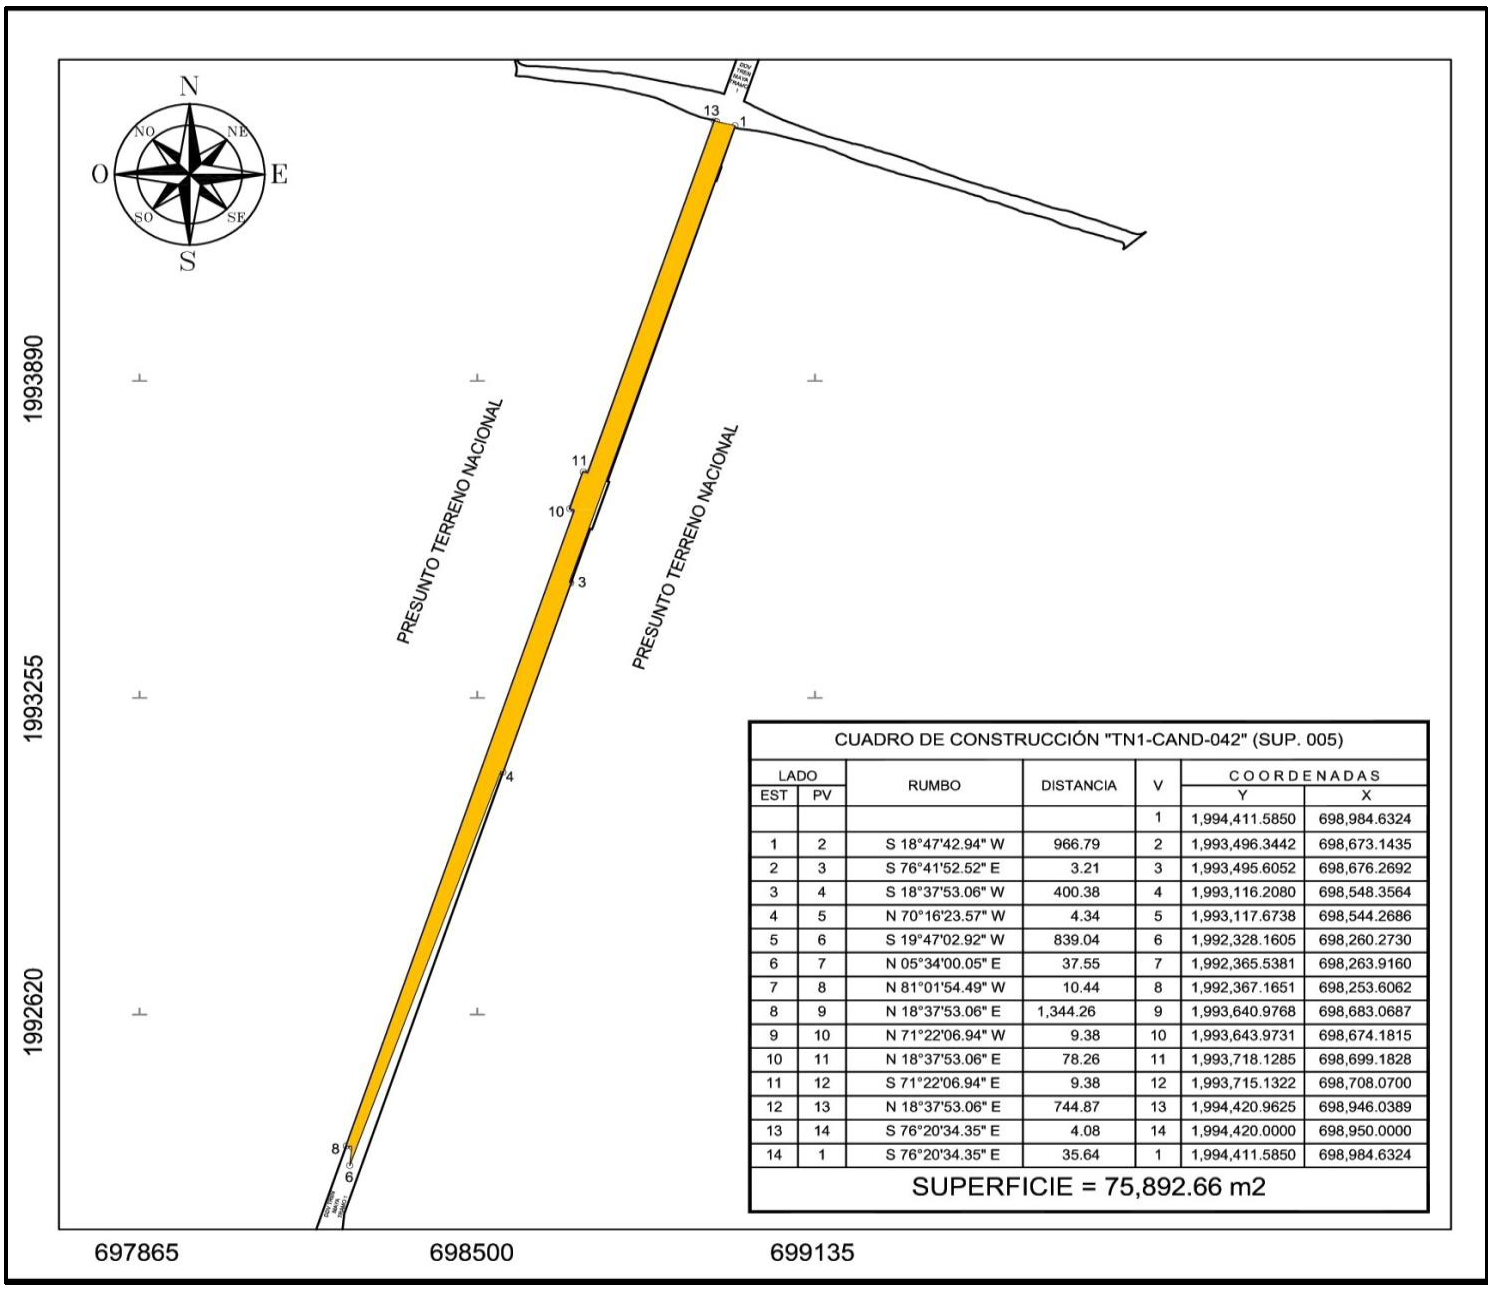 N
NO
NE
O
E
SO
SE
S
DDV
TREN
MAYA
TRAMO
I
13
1
1993890
11
10
3
PRESUNTO TERRENO NACIONAL
PRESUNTO TERRENO NACIONAL
1993255
4
1992620
8
6
DDV TREN
MAYA
TRAMO I
697865
698500
699135
CUADRO DE CONSTRUCCIÓN "TN1-CAND-042" (SUP. 005)
LADO RUMBO DISTANCIA V COORDENADAS
EST PV Y X
1 1,994,411.5850 698,984.6324
1 2 S 18°47'42.94" W 966.79 2 1,993,496.3442 698,673.1435
2 3 S 76°41'52.52" E 3.21 3 1,993,495.6052 698,676.2692
3 4 S 18°37'53.06" W 400.38 4 1,993,116.2080 698,548.3564
4 5 N 70°16'23.57" W 4.34 5 1,993,117.6738 698,544.2686
5 6 S 19°47'02.92" W 839.04 6 1,992,328.1605 698,260.2730
6 7 N 05°34'00.05" E 37.55 7 1,992,365.5381 698,263.9160
7 8 N 81°01'54.49" W 10.44 8 1,992,367.1651 698,253.6062
8 9 N 18°37'53.06" E 1,344.26 9 1,993,640.9768 698,683.0687
9 10 N 71°22'06.94" W 9.38 10 1,993,643.9731 698,674.1815
10 11 N 18°37'53.06" E 78.26 11 1,993,718.1285 698,699.1828
11 12 S 71°22'06.94" E 9.38 12 1,993,715.1322 698,708.0700
12 13 N 18°37'53.06" E 744.87 13 1,994,420.9625 698,946.0389
13 14 S 76°20'34.35" E 4.08 14 1,994,420.0000 698,950.0000
14 1 S 76°20'34.35" E 35.64 1 1,994,411.5850 698,984.6324
SUPERFICIE = 75,892.66 m2